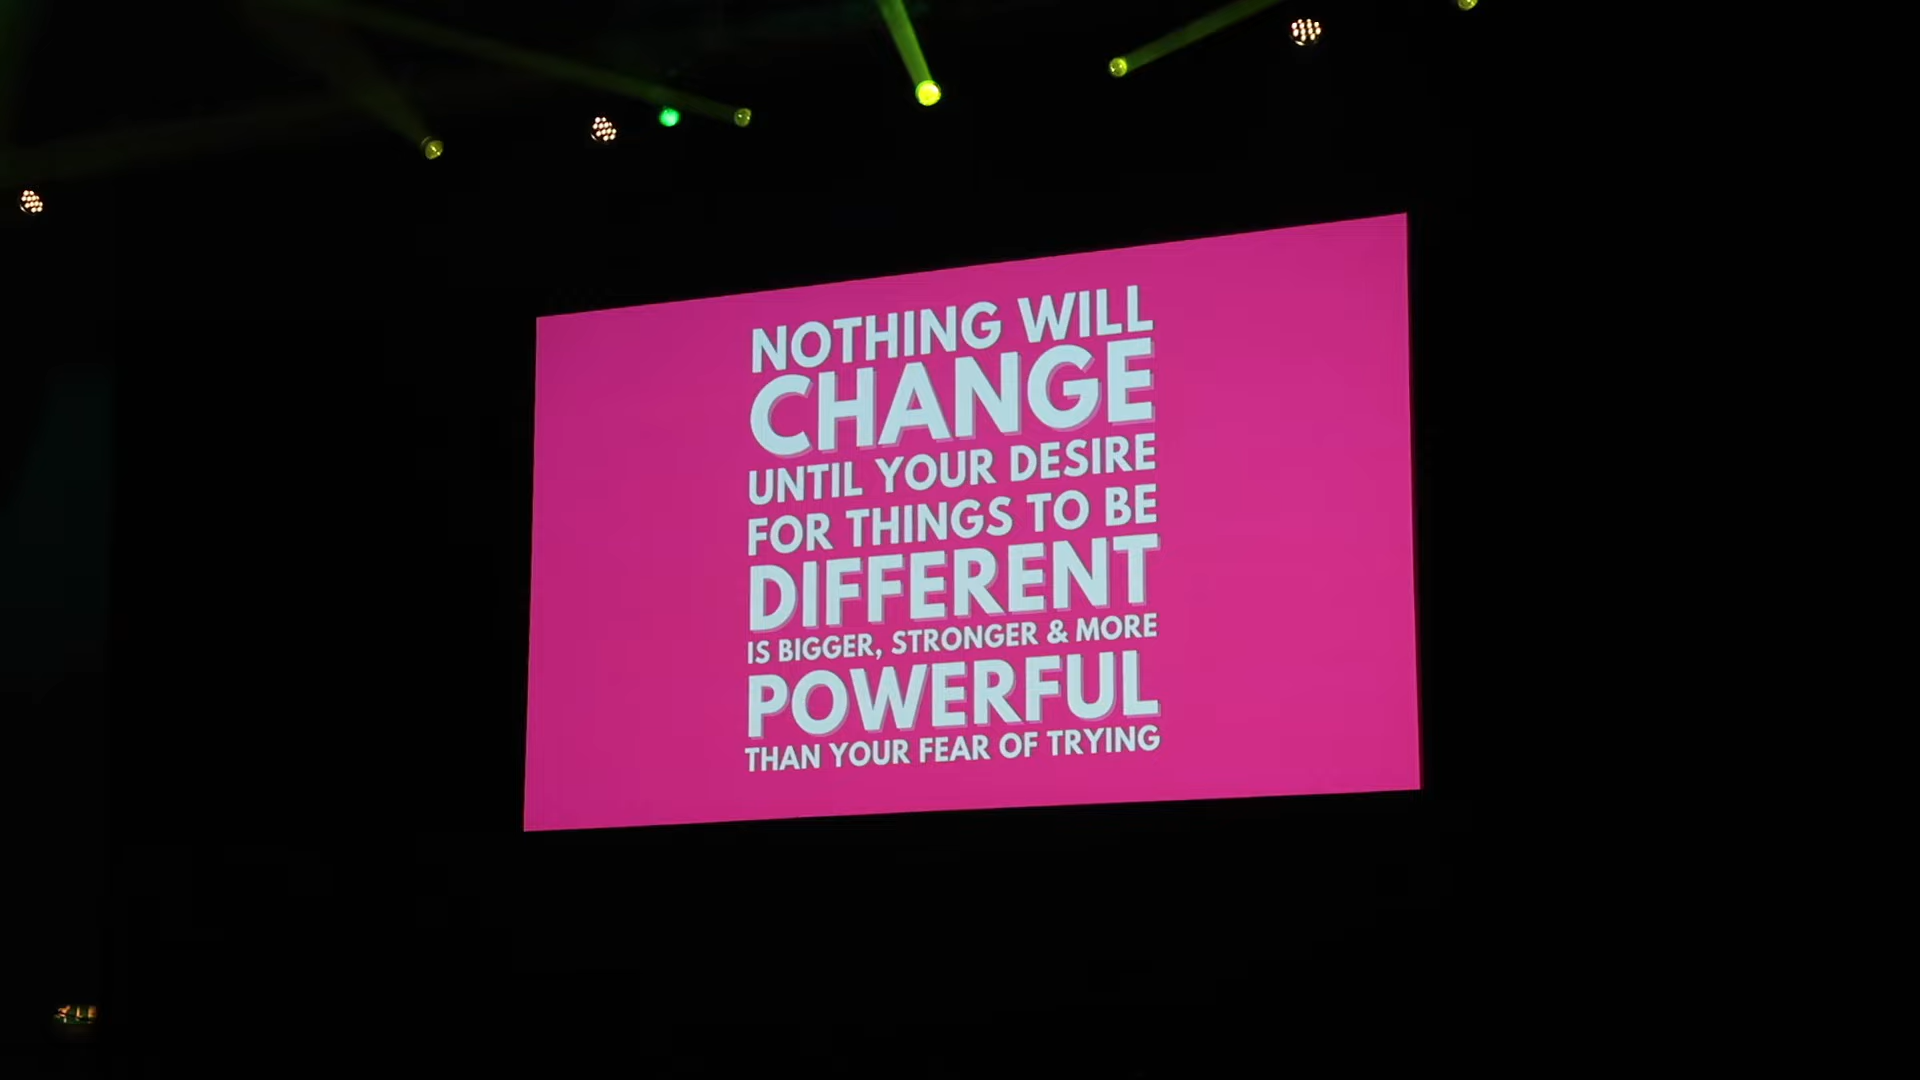 NOTHING WILL
CHANGE
UNTIL YOUR DESIRE
FOR THINGS TO BE
DIFFERENT
IS BIGGER, STRONGER & MORE
POWERFUL
THAN YOUR FEAR OF TRYING